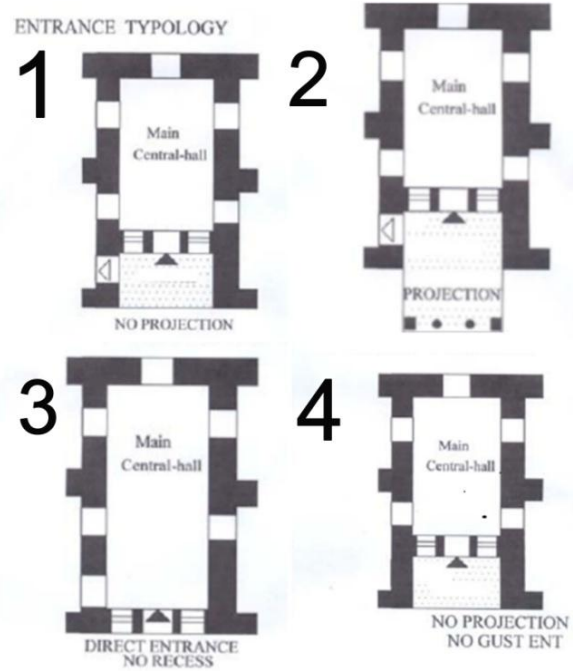 ENTRANCE TYPOLOGY
1
Main
Central-hall
NO PROJECTION
2
Main
Central-hall
PROJECTION
3
Main
Central-hall
DIRECT ENTRANCE
NO RECESS
4
Main
Central-hall
NO PROJECTION
NO GUST ENT